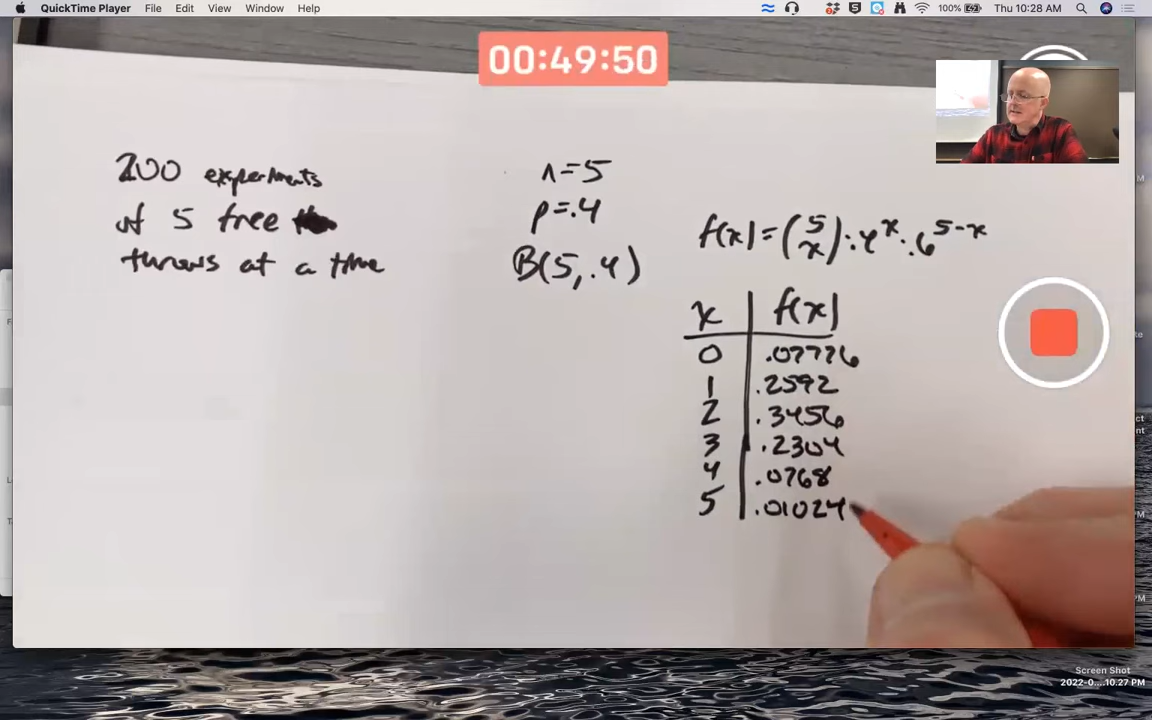 QuickTime Player File Edit View Window Help 100% Thu 10:28 AM
00:49:50
200 experments
of 5 free
throws at a time
n=5
p=.4
B(5,.4)
f(x)=(5 x).4^x..6^5-x
x f(x)
0 .07776
1 .2592
2 .3456
3 .2304
4 .0768
5 .01024
Screen Shot
2022-0....10.27 PM